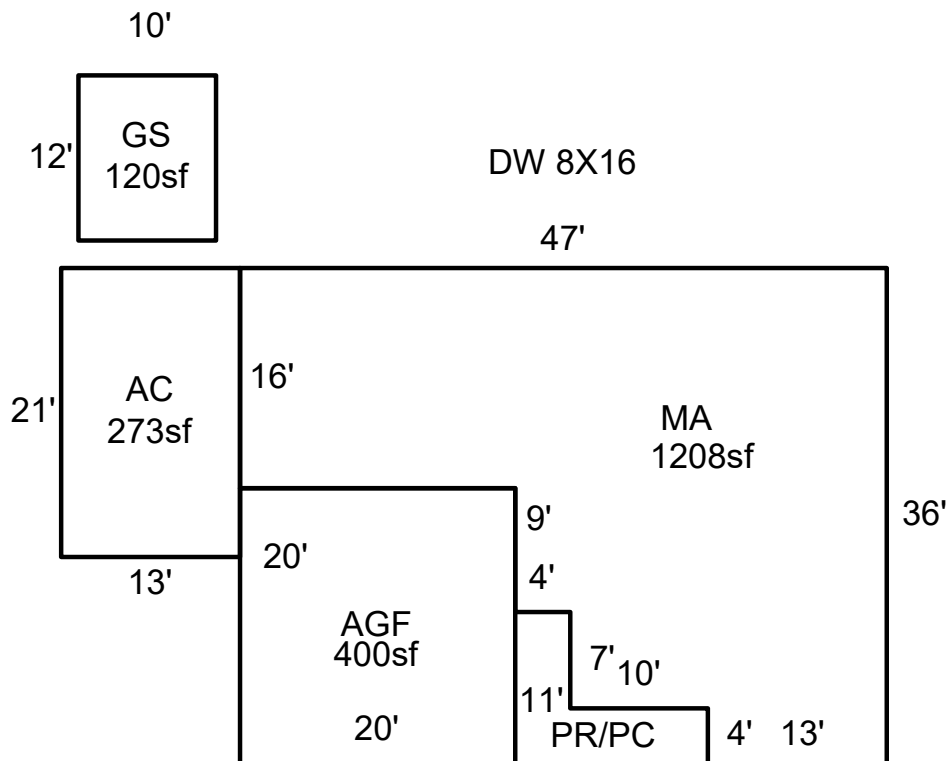 10'
GS
12'
120sf
DW 8X16
47'
AC
273sf
21'
13'
16'
MA
1208sf
36'
9'
20'
4'
AGF
400sf
20'
7'
10'
11'
PR/PC
4'
13'